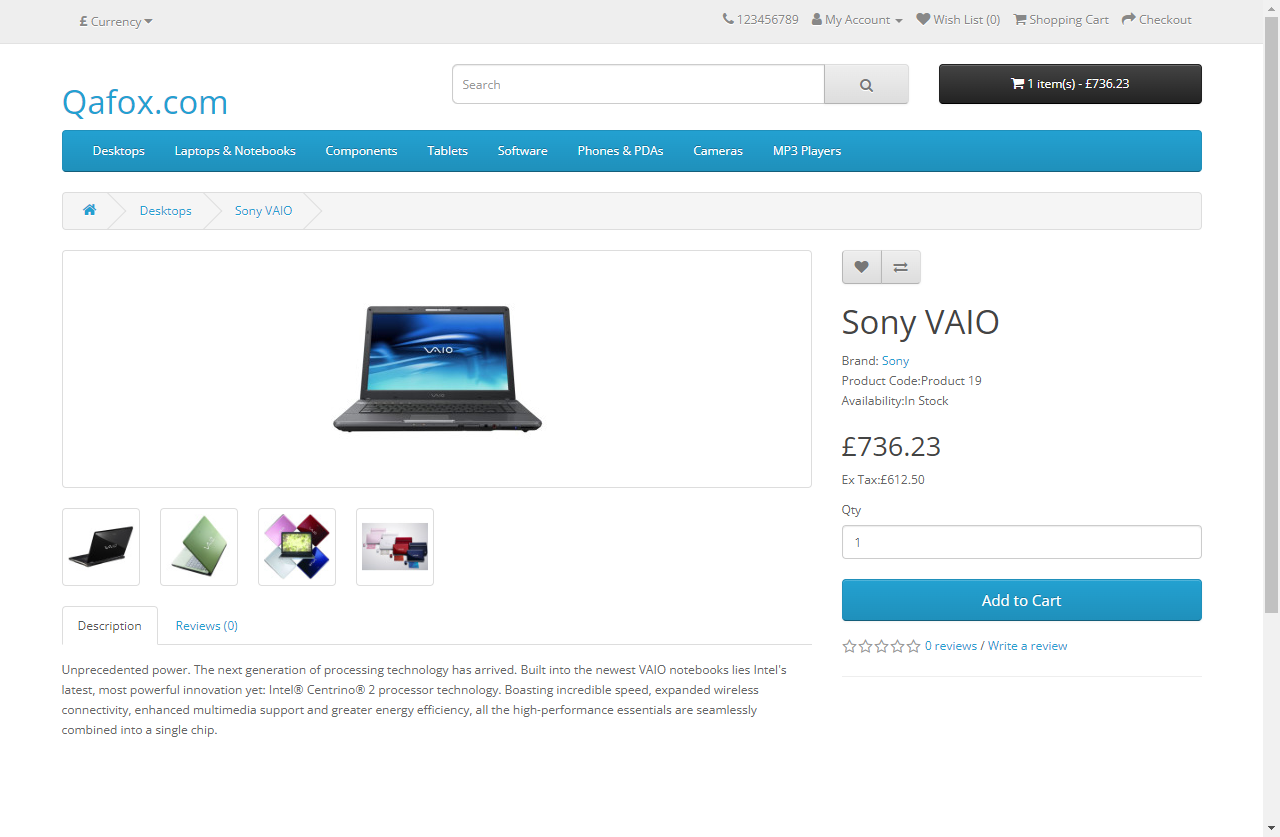 £ Currency
123456789 My Account Wish List (0) Shopping Cart Checkout
Qafox.com
Search
1 item(s) - £736.23
Desktops Laptops & Notebooks Components Tablets Software Phones & PDAs Cameras MP3 Players
Desktops Sony VAIO
VAIO
Sony VAIO
Brand: Sony
Product Code:Product 19
Availability:In Stock
£736.23
Ex Tax:£612.50
Qty
1
Add to Cart
0 reviews / Write a review
Description Reviews (0)
Unprecedented power. The next generation of processing technology has arrived. Built into the newest VAIO notebooks lies Intel's
latest, most powerful innovation yet: Intel® Centrino® 2 processor technology. Boasting incredible speed, expanded wireless
connectivity, enhanced multimedia support and greater energy efficiency, all the high-performance essentials are seamlessly
combined into a single chip.